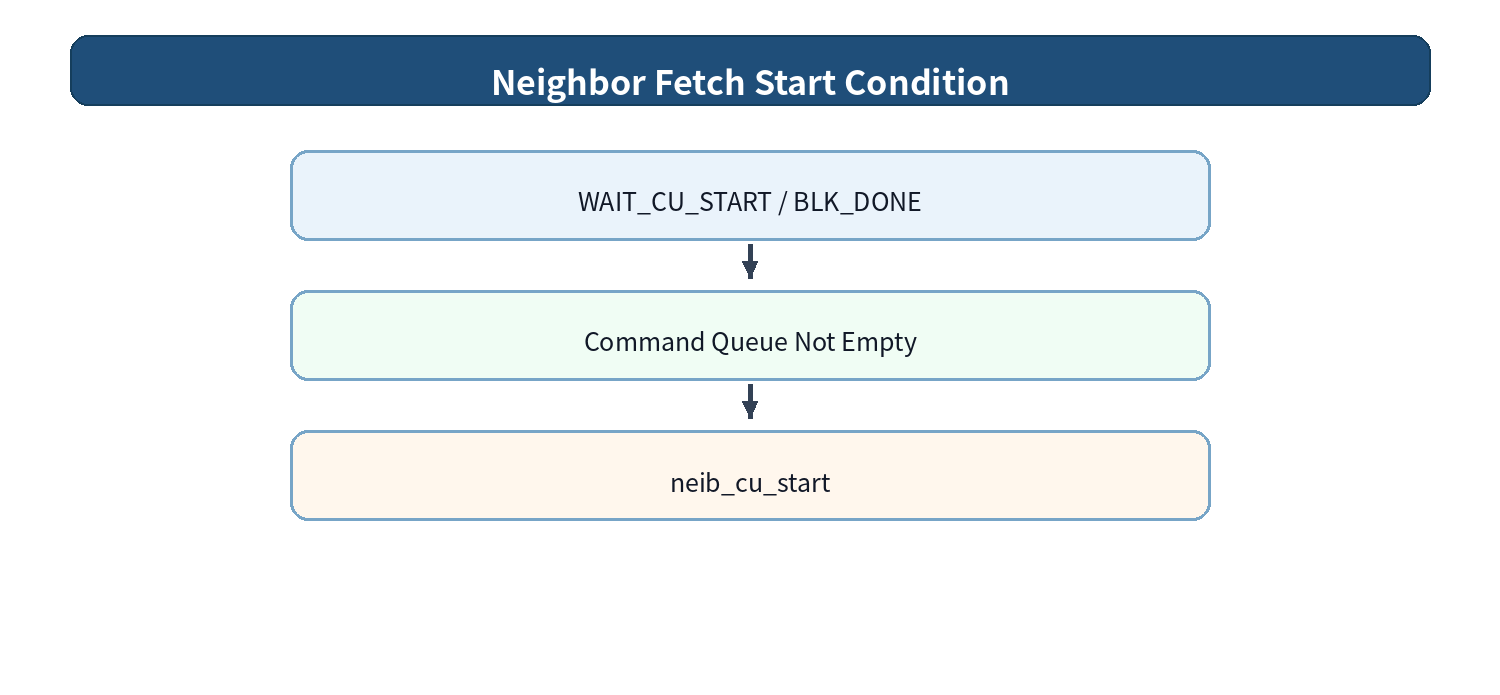 Neighbor Fetch Start Condition
WAIT_CU_START / BLK_DONE
Command Queue Not Empty
neib_cu_start